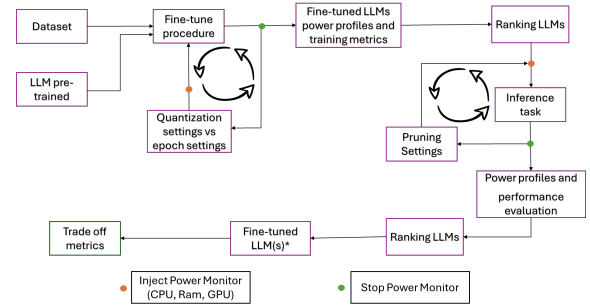 Dataset
Fine-tune
procedure
Fine-tuned LLMs
power profiles and
training metrics
Ranking LLMs
LLM pre-
trained
Quantization
settings vs
epoch settings
Inference
task
Pruning
Settings
Power profiles and
performance
evaluation
Trade off
metrics
Fine-tuned
LLM(s)*
Ranking LLMs
Inject Power Monitor
(CPU, Ram, GPU)
Stop Power Monitor